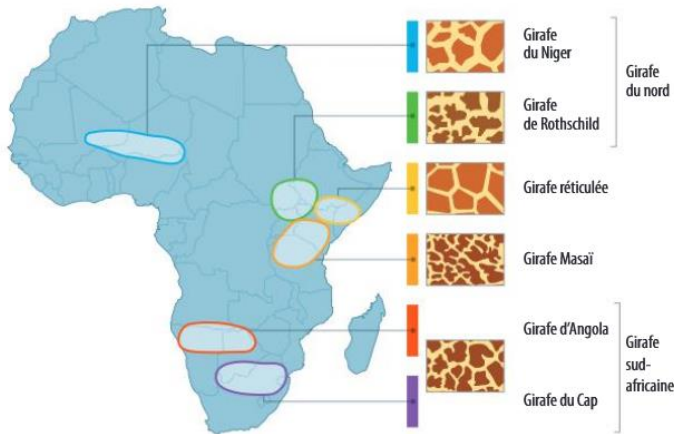 Girafe
du Niger
Girafe
du nord
Girafe
de Rothschild
Girafe réticulée
Girafe Masaï
Girafe d'Angola
Girafe
sud-
africaine
Girafe du Cap